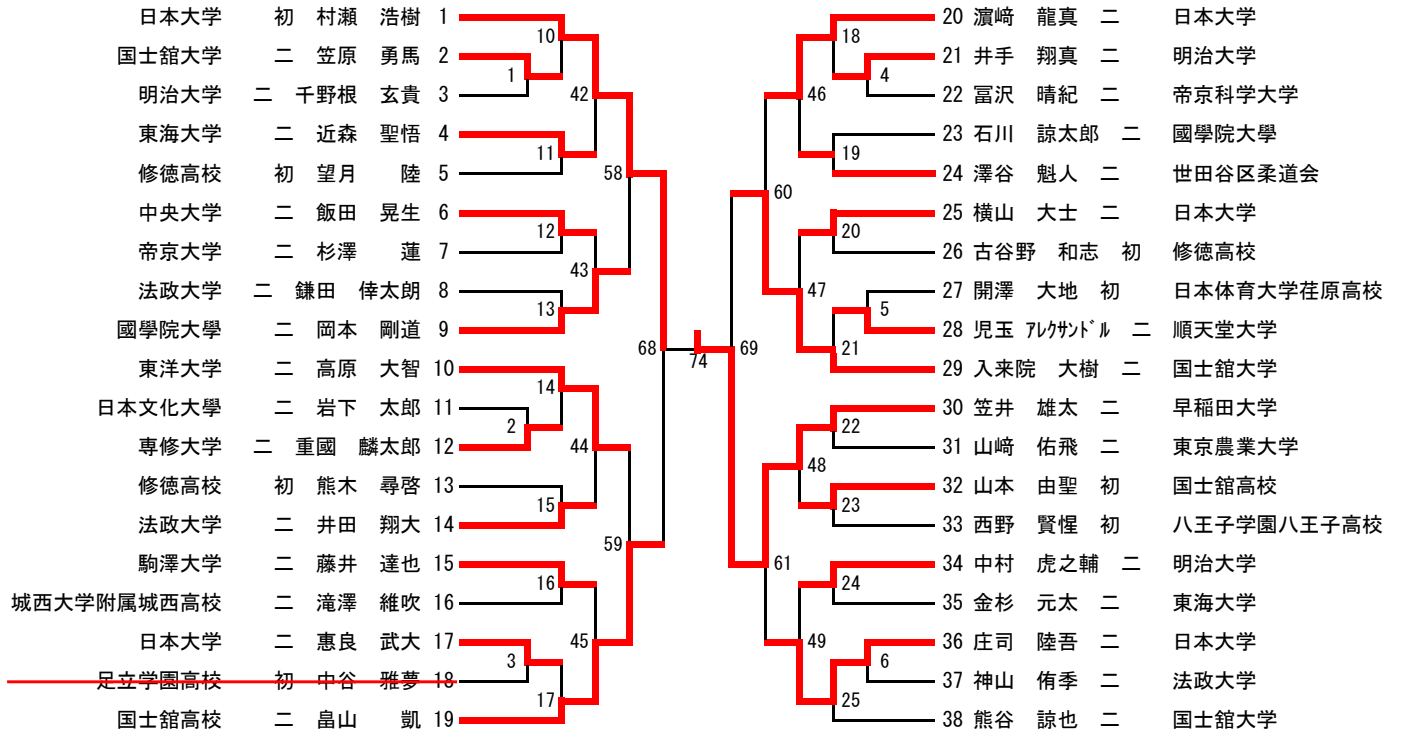 日本大学 初 村瀬 浩樹 1
国士舘大学 二 笠原 勇馬 2
明治大学 二 千野根 玄貴 3
東海大学 二 近森 聖悟 4
修徳高校 初 望月 陸 5
中央大学 二 飯田 晃生 6
帝京大学 二 杉澤 蓮 7
法政大学 二 鎌田 倖太朗 8
國學院大學 二 岡本 剛道 9
東洋大学 二 高原 大智 10
日本文化大學 二 岩下 太郎 11
専修大学 二 重國 麟太郎 12
修徳高校 初 熊木 尋啓 13
法政大学 二 井田 翔大 14
駒澤大学 二 藤井 達也 15
城西大学附属城西高校 二 滝澤 維吹 16
日本大学 二 惠良 武大 17
足立学園高校 初 中谷 雅夢 18
国士舘高校 二 畠山 凱 19
10
1
42
11
58
12
43
13
68
14
2
44
15
59
16
45
3
17
74
69
18
4
46
19
60
20
47
5
21
22
48
23
61
24
49
6
25
20 濵﨑 龍真 二 日本大学
21 井手 翔真 二 明治大学
22 冨沢 晴紀 二 帝京科学大学
23 石川 諒太郎 二 國學院大學
24 澤谷 魁人 二 世田谷区柔道会
25 横山 大士 二 日本大学
26 古谷野 和志 初 修徳高校
27 開澤 大地 初 日本体育大学荏原高校
28 児玉 ｱﾚｸｻﾝﾄﾞﾙ 二 順天堂大学
29 入来院 大樹 二 国士舘大学
30 笠井 雄太 二 早稲田大学
31 山﨑 佑飛 二 東京農業大学
32 山本 由聖 初 国士舘高校
33 西野 賢惺 初 八王子学園八王子高校
34 中村 虎之輔 二 明治大学
35 金杉 元太 二 東海大学
36 庄司 陸吾 二 日本大学
37 神山 侑季 二 法政大学
38 熊谷 諒也 二 国士舘大学